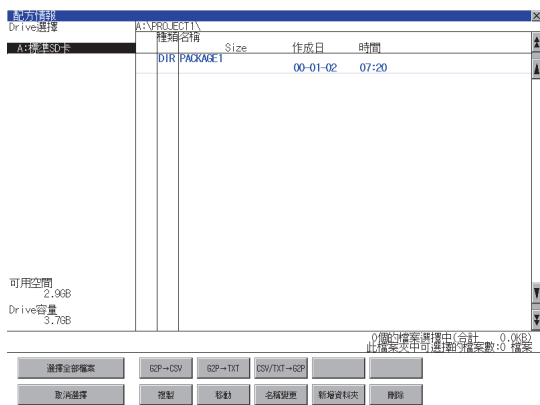 配方情報
Drive選擇
A:\PROJECT1\
A:標準SD卡
種類 名稱
Size 作成日 時間
DIR PACKAGE1
00-01-02 07:20
可用空間
2.9GB
Drive容量
3.7GB
0個的檔案選擇中(合計 0.0KB)
此檔案夾中可選擇的檔案數:0 檔案
選擇全部檔案 G2P→CSV G2P→TXT CSV/TXT→G2P
取消選擇 複製 移動 名稱變更 新增資料夾 刪除